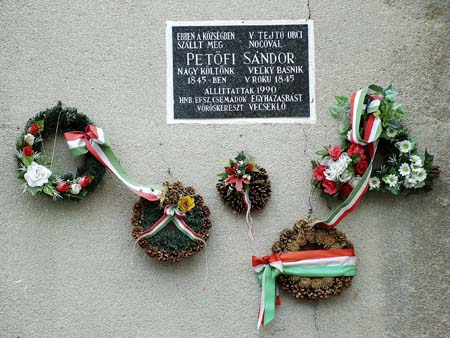 EBBEN A KÖZSÉGBEN V TEJTO OBCI
SZÁLLT MEG NOCOVAL
PETŐFI SÁNDOR
NAGY KÖLTŐNK VEĽKÝ BÁSNIK
1845-BEN V ROKU 1845
ÁLLÍTTATTÁK 1990
HNB. EFSZ. CSEMADOK EGYHÁZASBÁST
VÖRÖSKERESZT VECSEKLŐ